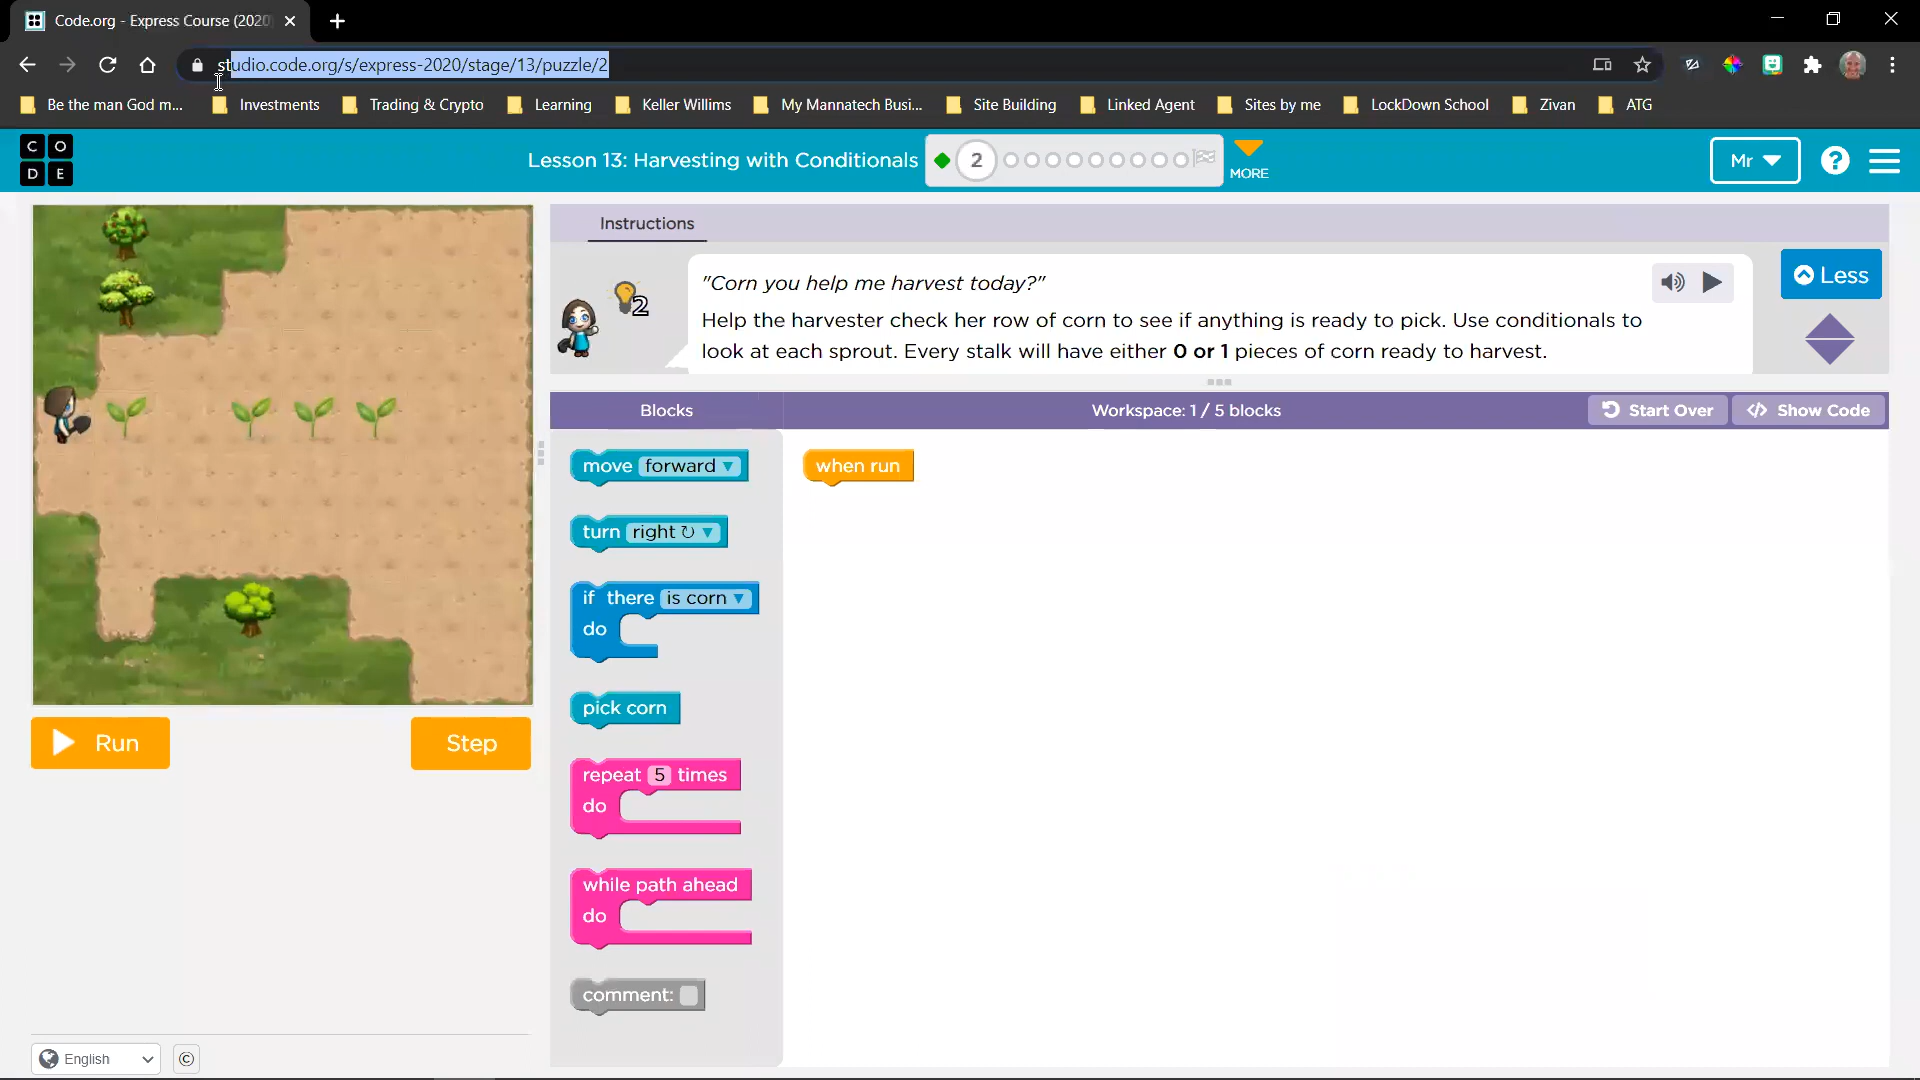 Code.org - Express Course (2020)
studio.code.org/s/express-2020/stage/13/puzzle/2
Be the man God m...
Investments
Trading & Crypto
Learning
Keller Willims
My Mannatech Busi...
Site Building
Linked Agent
Sites by me
LockDown School
Zivan
ATG
C O
D E
Lesson 13: Harvesting with Conditionals
2
MORE
Mr
?
Instructions
2
"Corn you help me harvest today?"
Help the harvester check her row of corn to see if anything is ready to pick. Use conditionals to
look at each sprout. Every stalk will have either 0 or 1 pieces of corn ready to harvest.
Less
Blocks
Workspace: 1 / 5 blocks
Start Over
</> Show Code
move forward
turn right ↻
if there is corn
do
pick corn
repeat 5 times
do
while path ahead
do
comment:
when run
Run
Step
English
©